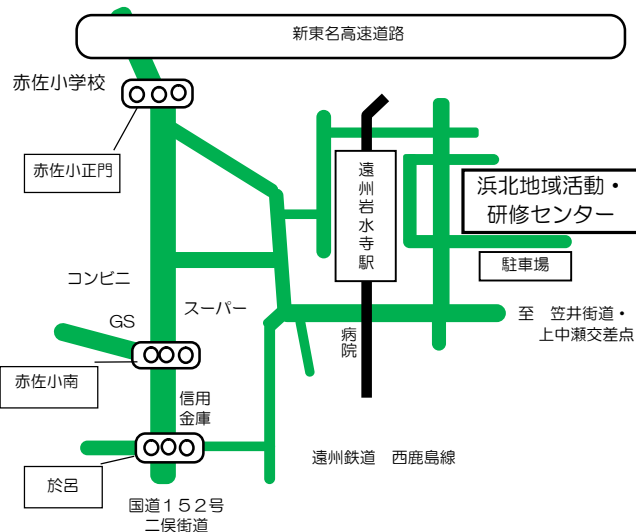 新東名高速道路
赤佐小学校
赤佐小正門
遠州岩水寺駅
浜北地域活動・
研修センター
駐車場
コンビニ
スーパー
GS
至　笠井街道・
上中瀬交差点
病院
赤佐小南
信用
金庫
遠州鉄道　西鹿島線
於呂
国道１５２号
二俣街道